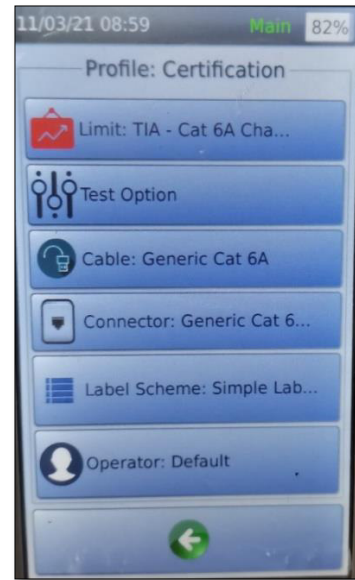 11/03/21 08:59 Main 82%
Profile: Certification
Limit: TIA - Cat 6A Cha...
Test Option
Cable: Generic Cat 6A
Connector: Generic Cat 6...
Label Scheme: Simple Lab...
Operator: Default